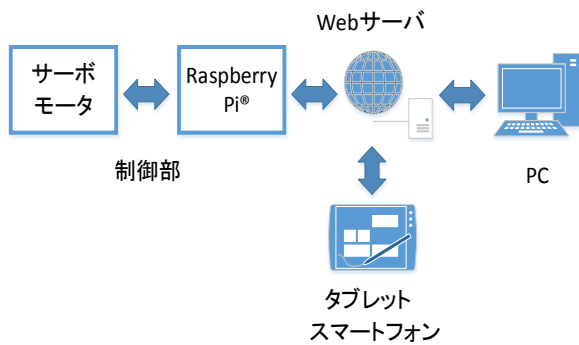 Webサーバ
サーボ
モータ
Raspberry
Pi®
制御部
PC
タブレット
スマートフォン